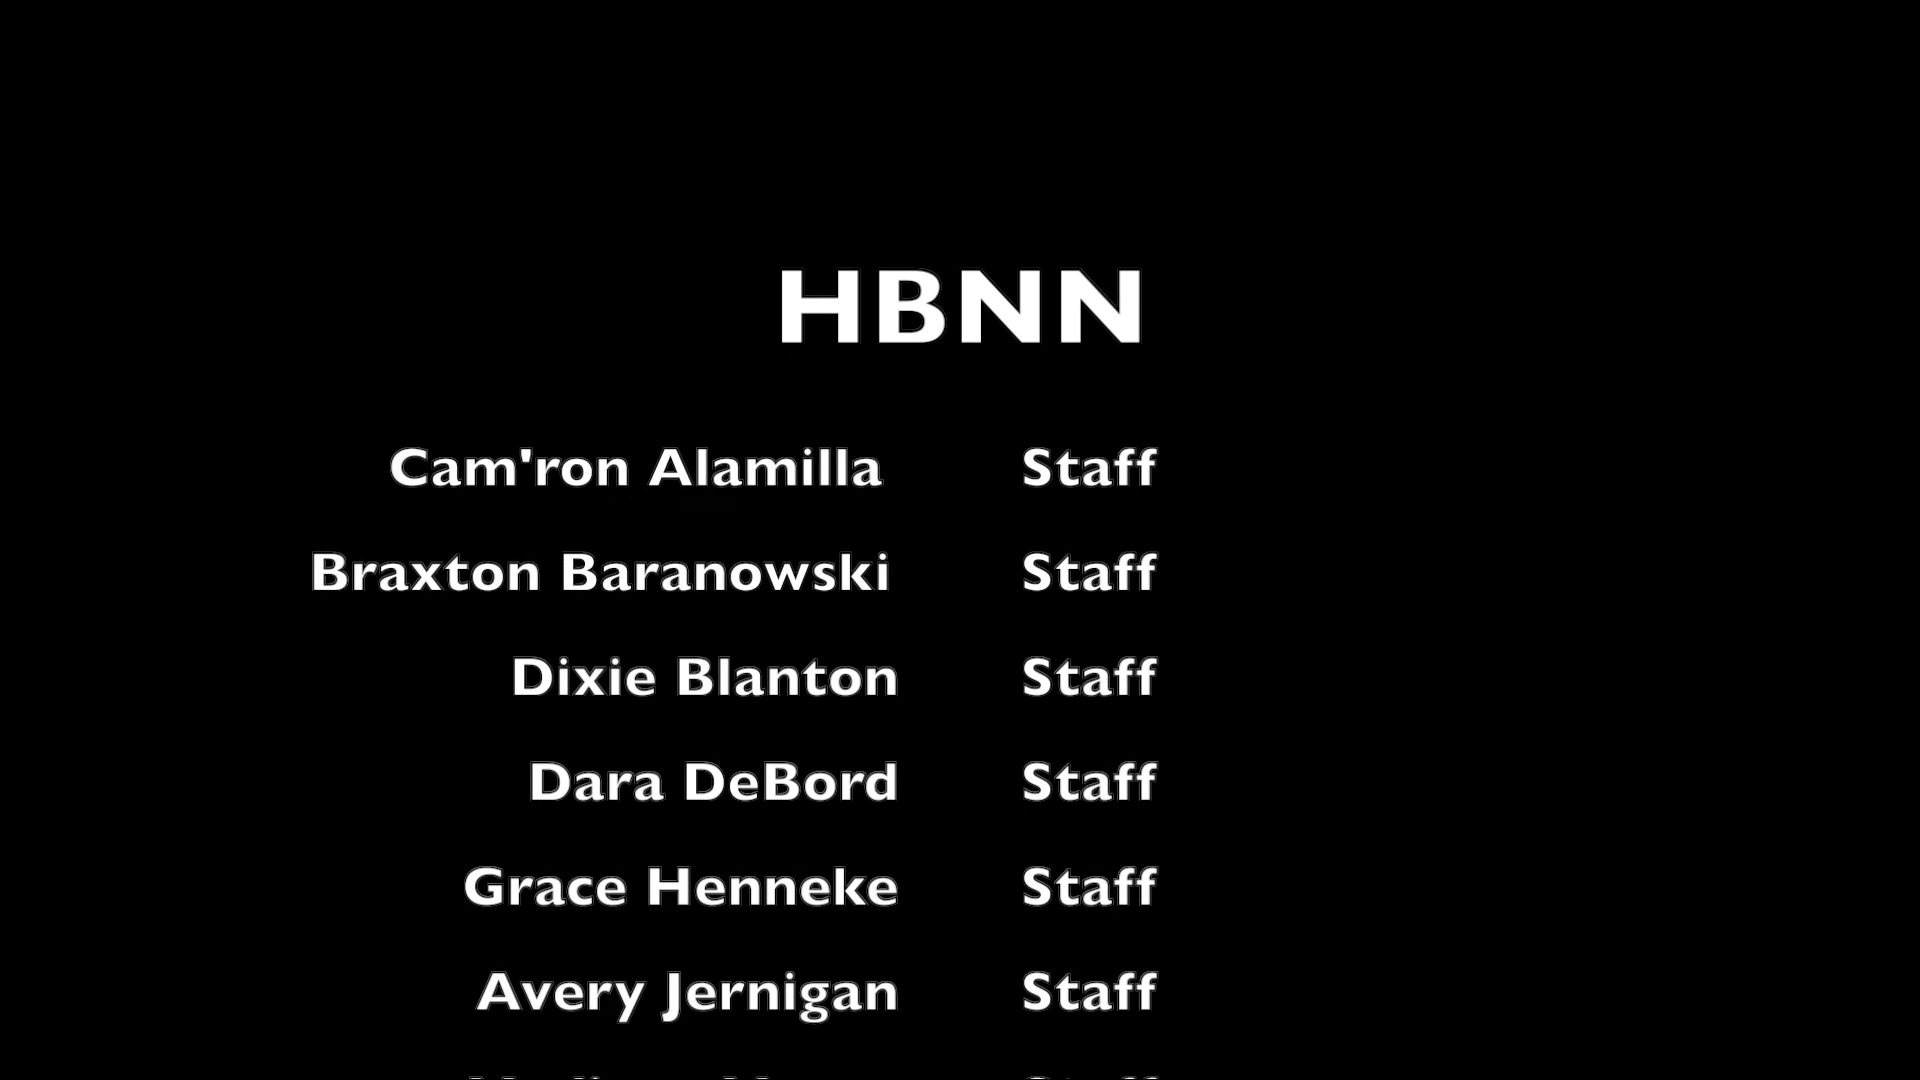 HBNN
Cam'ron Alamilla Staff
Braxton Baranowski Staff
Dixie Blanton Staff
Dara DeBord Staff
Grace Henneke Staff
Avery Jernigan Staff
Staff